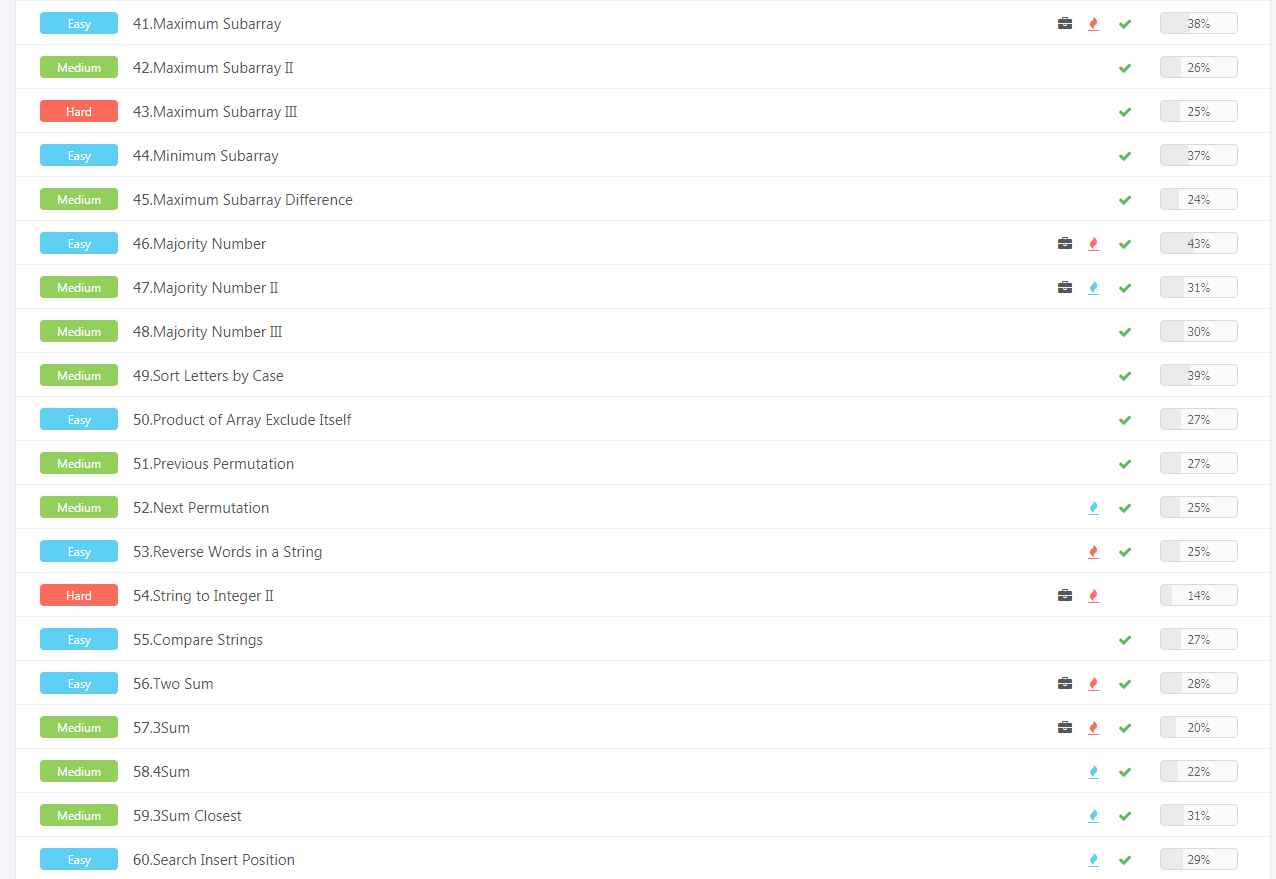 Easy 41.Maximum Subarray 38%
Medium 42.Maximum Subarray II 26%
Hard 43.Maximum Subarray III 25%
Easy 44.Minimum Subarray 37%
Medium 45.Maximum Subarray Difference 24%
Easy 46.Majority Number 43%
Medium 47.Majority Number II 31%
Medium 48.Majority Number III 30%
Medium 49.Sort Letters by Case 39%
Easy 50.Product of Array Exclude Itself 27%
Medium 51.Previous Permutation 27%
Medium 52.Next Permutation 25%
Easy 53.Reverse Words in a String 25%
Hard 54.String to Integer II 14%
Easy 55.Compare Strings 27%
Easy 56.Two Sum 28%
Medium 57.3Sum 20%
Medium 58.4Sum 22%
Medium 59.3Sum Closest 31%
Easy 60.Search Insert Position 29%